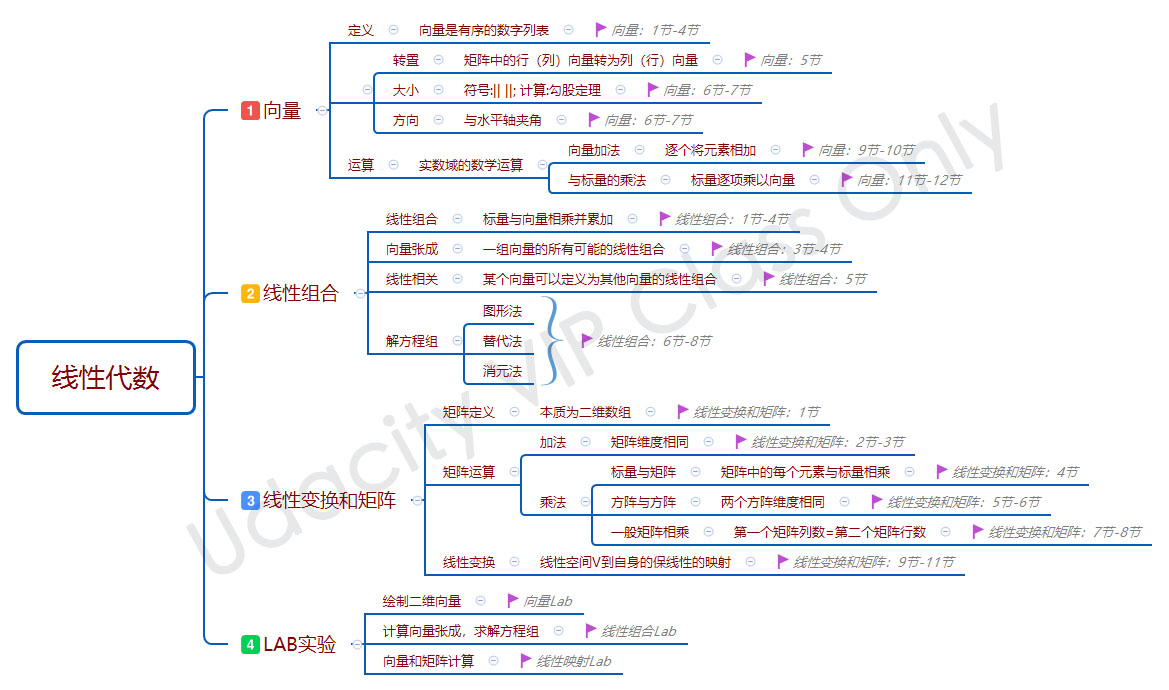 线性代数
1 向量
定义 向量是有序的数字列表 向量：1节-4节
转置 矩阵中的行（列）向量转为列（行）向量 向量：5节
大小 符号:|| ||; 计算:勾股定理 向量：6节-7节
方向 与水平轴夹角 向量：6节-7节
运算 实数域的数学运算
向量加法 逐个将元素相加 向量：9节-10节
与标量的乘法 标量逐项乘以向量 向量：11节-12节
2 线性组合
线性组合 标量与向量相乘并累加 线性组合：1节-4节
向量张成 一组向量的所有可能的线性组合 线性组合：3节-4节
线性相关 某个向量可以定义为其他向量的线性组合 线性组合：5节
解方程组
图形法
替代法
消元法
线性组合：6节-8节
3 线性变换和矩阵
矩阵定义 本质为二维数组 线性变换和矩阵：1节
矩阵运算
加法 矩阵维度相同 线性变换和矩阵：2节-3节
乘法
标量与矩阵 矩阵中的每个元素与标量相乘 线性变换和矩阵：4节
方阵与方阵 两个方阵维度相同 线性变换和矩阵：5节-6节
一般矩阵相乘 第一个矩阵列数=第二个矩阵行数 线性变换和矩阵：7节-8节
线性变换 线性空间V到自身的保线性的映射 线性变换和矩阵：9节-11节
4 LAB实验
绘制二维向量 向量Lab
计算向量张成，求解方程组 线性组合Lab
向量和矩阵计算 线性映射Lab
Udacity VIP Class Only